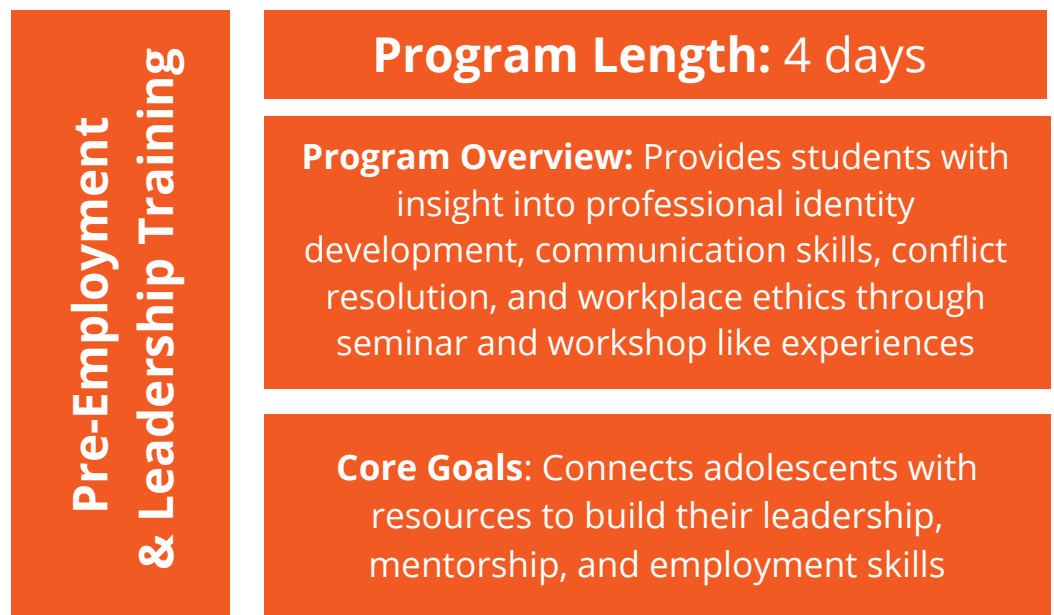 Pre-Employment
& Leadership Training
Program Length: 4 days
Program Overview: Provides students with
insight into professional identity
development, communication skills, conflict
resolution, and workplace ethics through
seminar and workshop like experiences
Core Goals: Connects adolescents with
resources to build their leadership,
mentorship, and employment skills